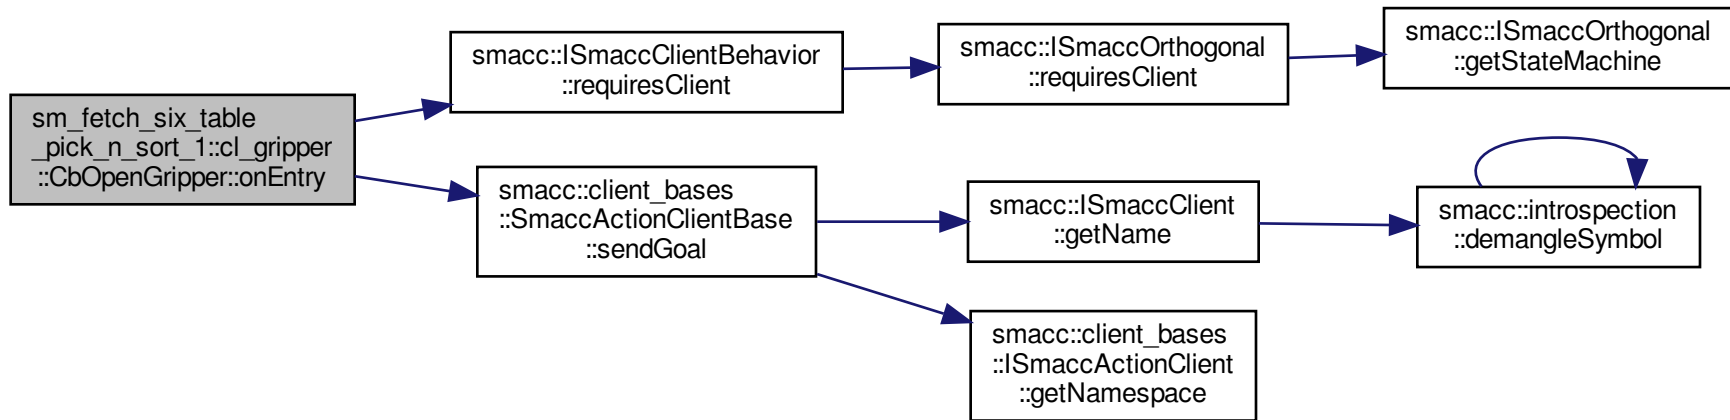 sm_fetch_six_table
_pick_n_sort_1::cl_gripper
::CbOpenGripper::onEntry
smacc::ISmaccClientBehavior
::requiresClient
smacc::ISmaccOrthogonal
::requiresClient
smacc::ISmaccOrthogonal
::getStateMachine
smacc::client_bases
::SmaccActionClientBase
::sendGoal
smacc::ISmaccClient
::getName
smacc::introspection
::demangleSymbol
smacc::client_bases
::ISmaccActionClient
::getNamespace